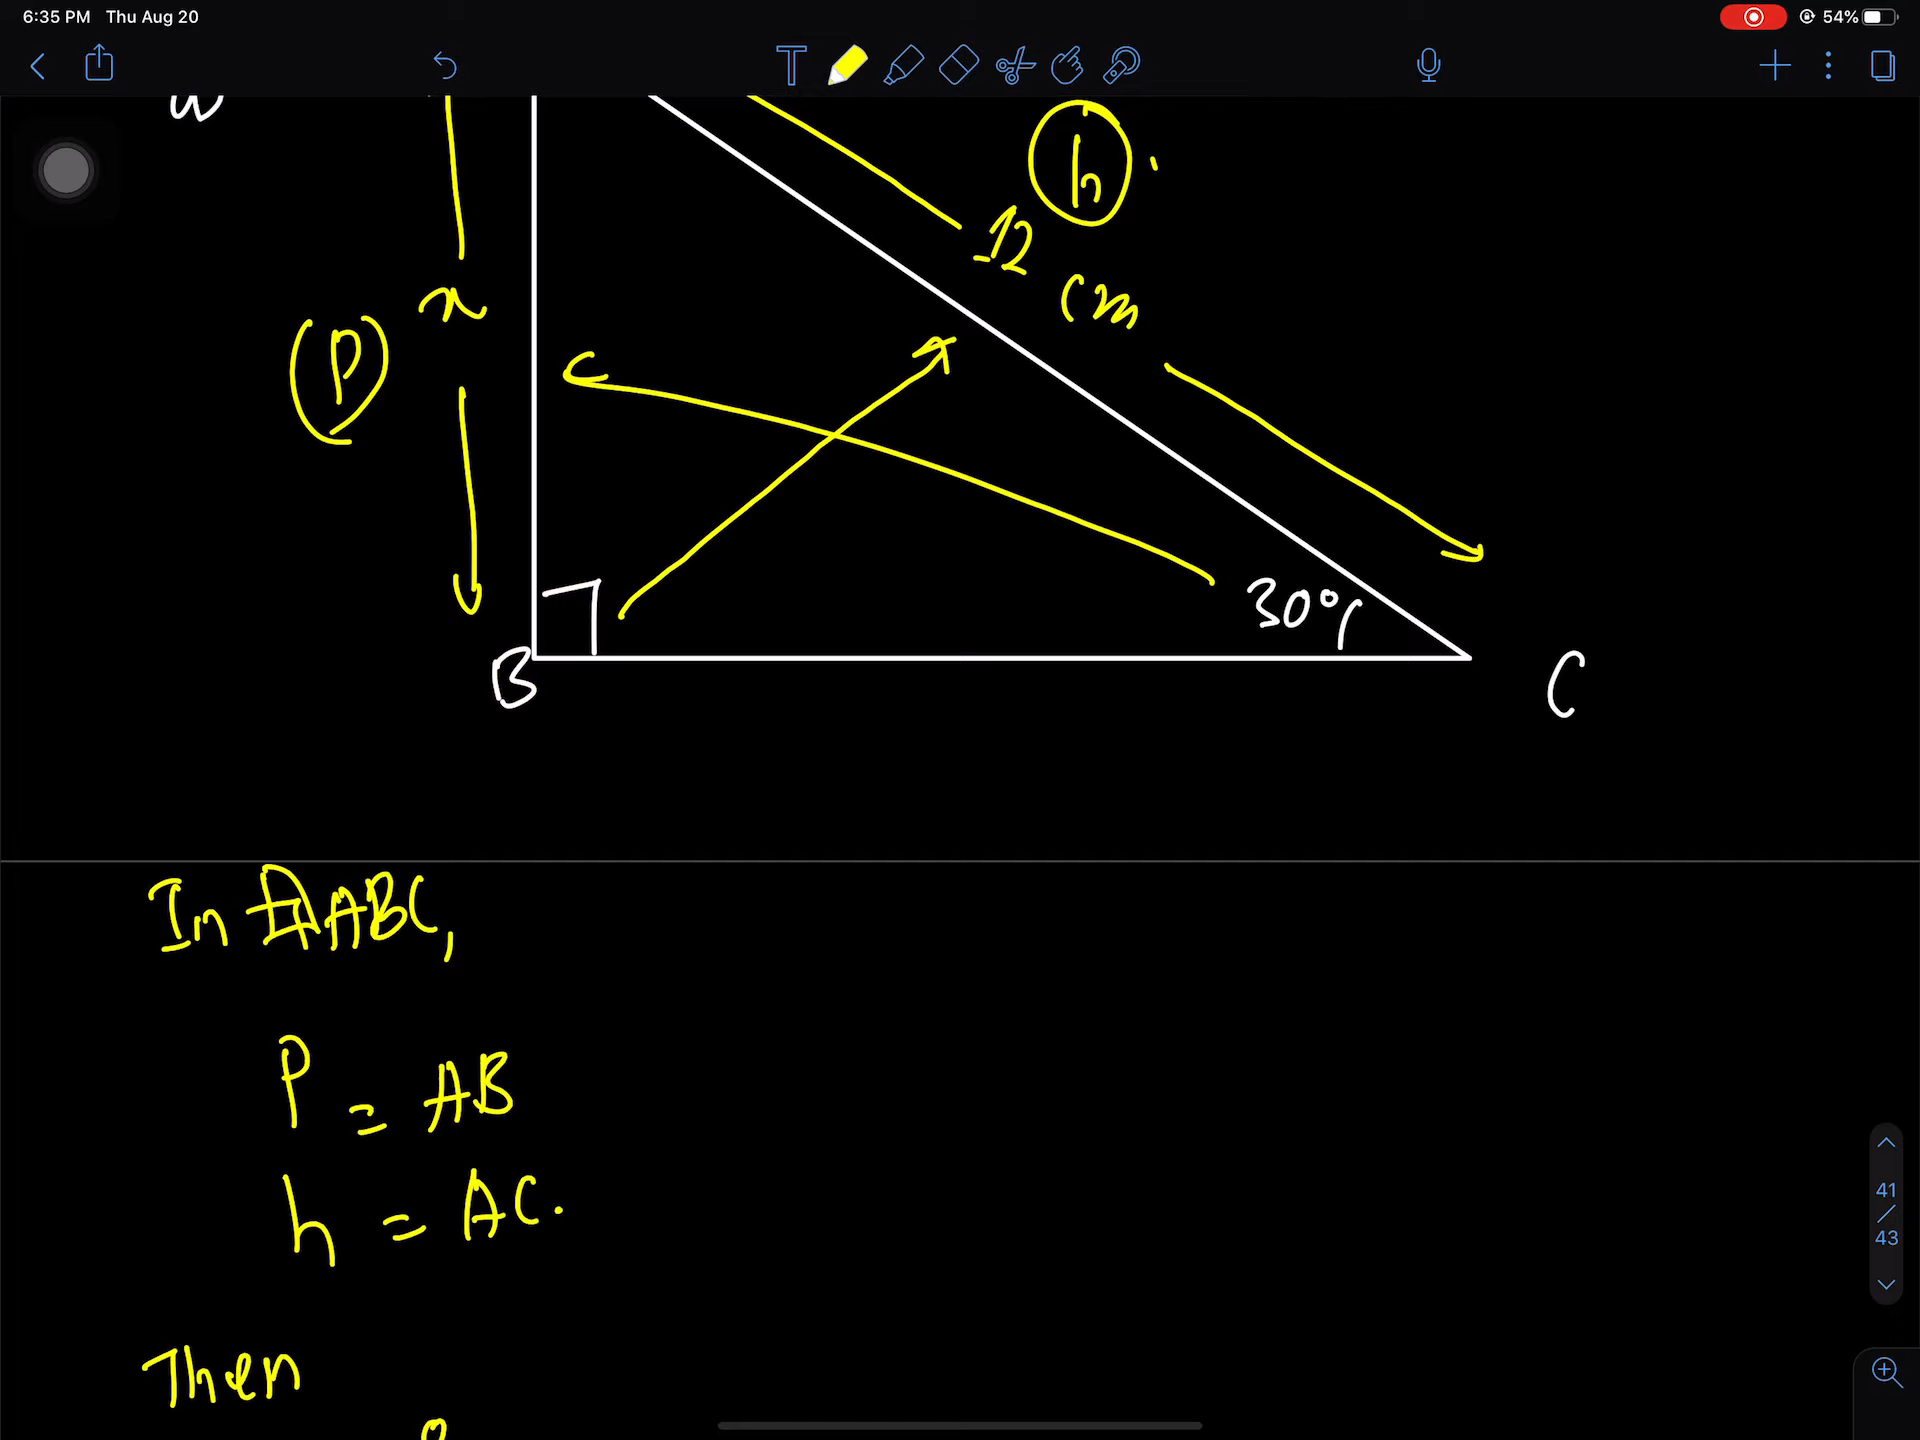 6:35 PM Thu Aug 20
54%
T
h
12 cm
x
(P)
30°
B
C
In ABC,
P = AB
h = AC.
41
/
43
Then